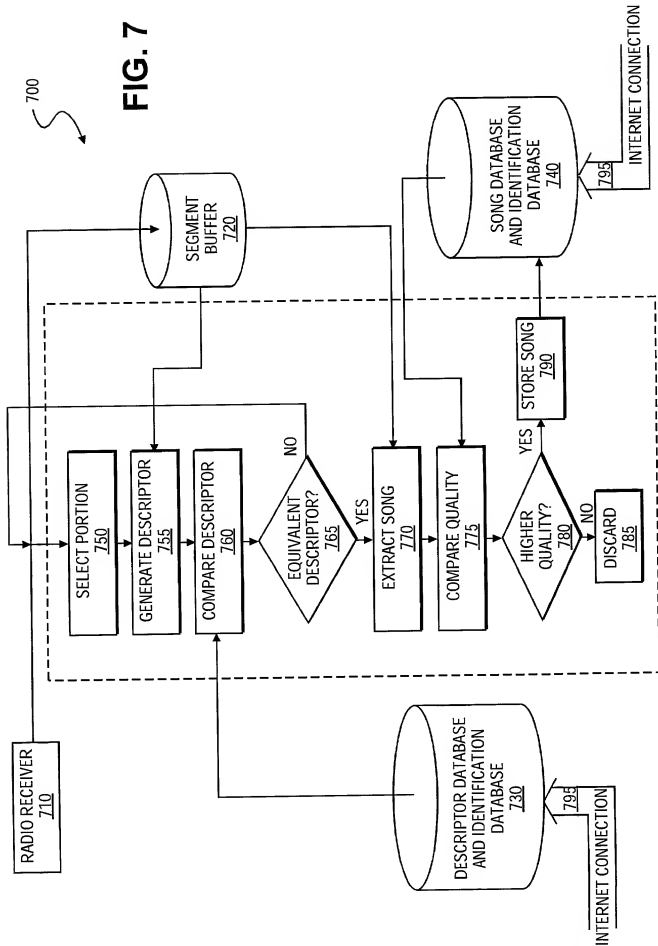 FIG. 7
700
RADIO RECEIVER
710
SEGMENT
BUFFER
720
SELECT PORTION
750
GENERATE DESCRIPTOR
755
COMPARE DESCRIPTOR
760
EQUIVALENT
DESCRIPTOR?
765
NO
YES
EXTRACT SONG
770
COMPARE QUALITY
775
HIGHER
QUALITY?
780
YES
NO
STORE SONG
790
DISCARD
785
DESCRIPTOR DATABASE
AND IDENTIFICATION
DATABASE
730
795
INTERNET CONNECTION
SONG DATABASE
AND IDENTIFICATION
DATABASE
740
795
INTERNET CONNECTION